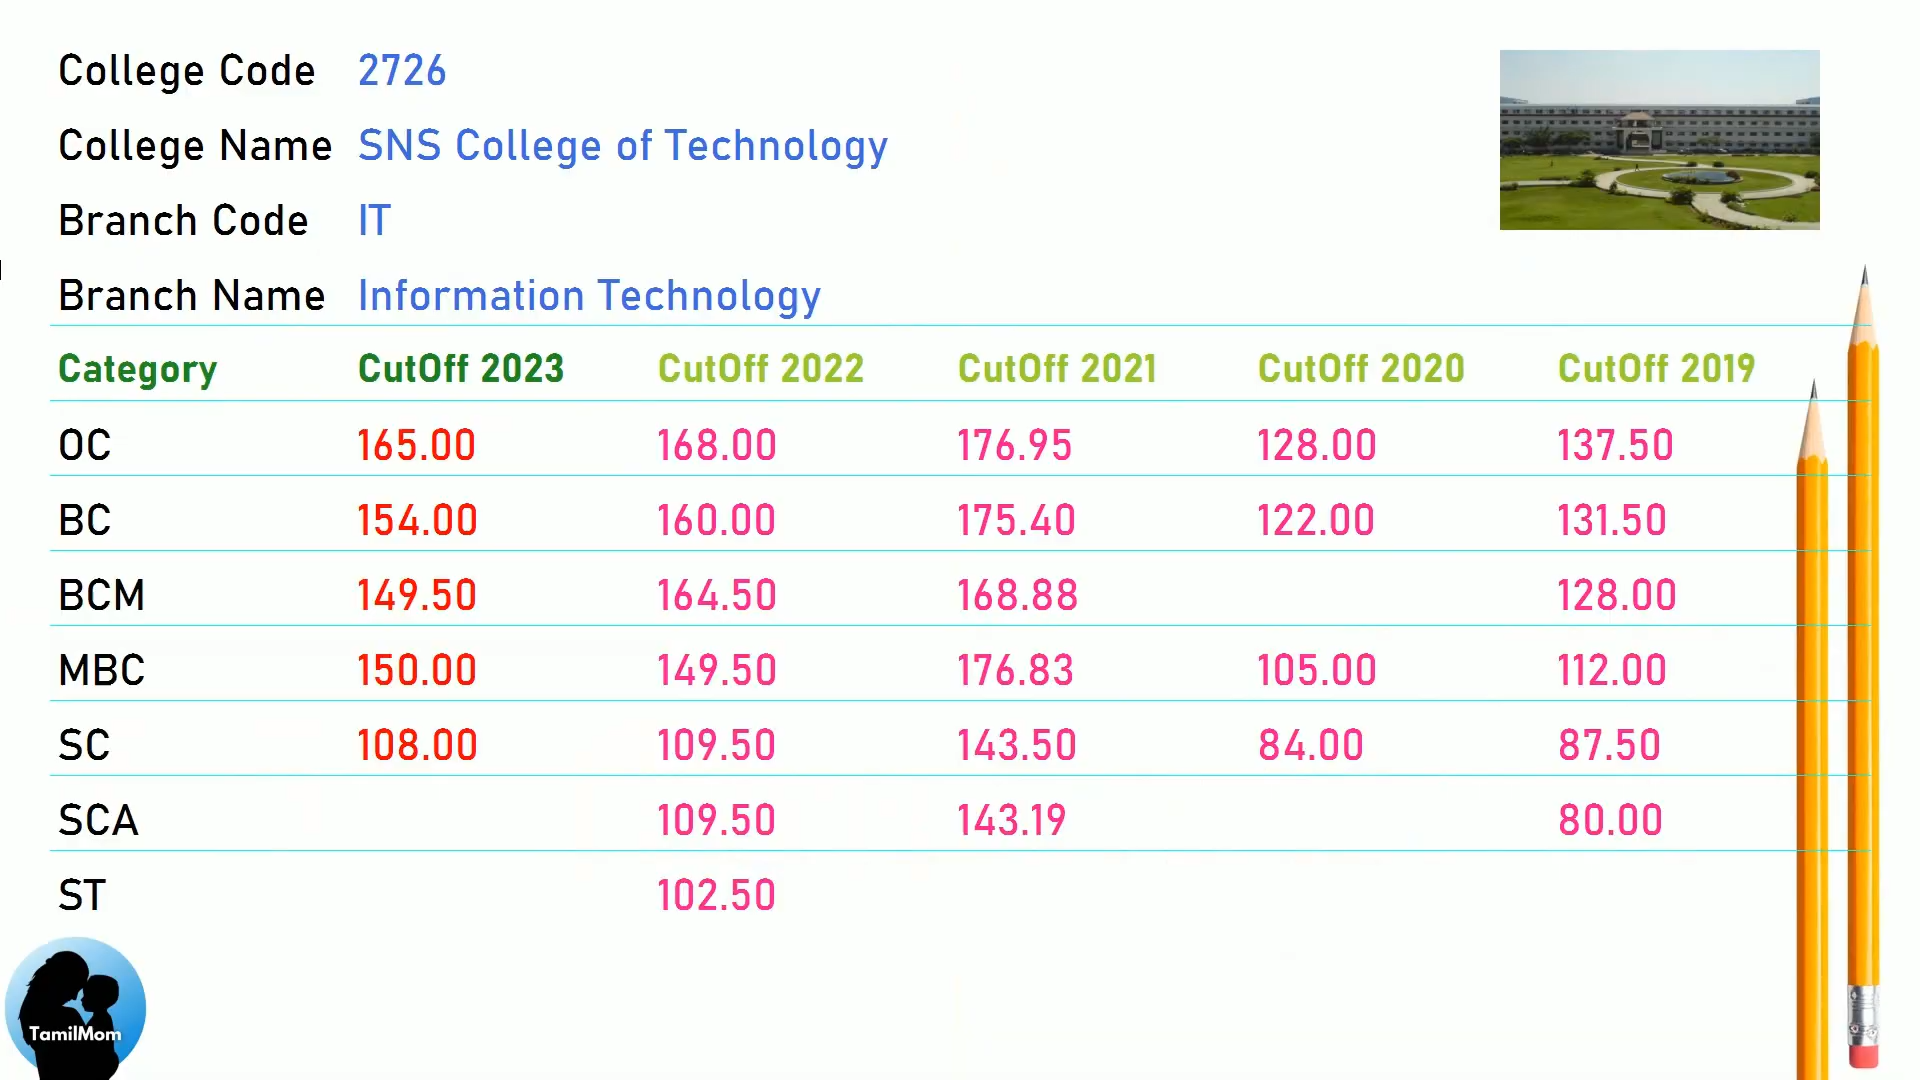 College Code 2726
College Name SNS College of Technology
Branch Code IT
Branch Name Information Technology
Category CutOff 2023 CutOff 2022 CutOff 2021 CutOff 2020 CutOff 2019
OC 165.00 168.00 176.95 128.00 137.50
BC 154.00 160.00 175.40 122.00 131.50
BCM 149.50 164.50 168.88 128.00
MBC 150.00 149.50 176.83 105.00 112.00
SC 108.00 109.50 143.50 84.00 87.50
SCA 109.50 143.19 80.00
ST 102.50
TamilMom